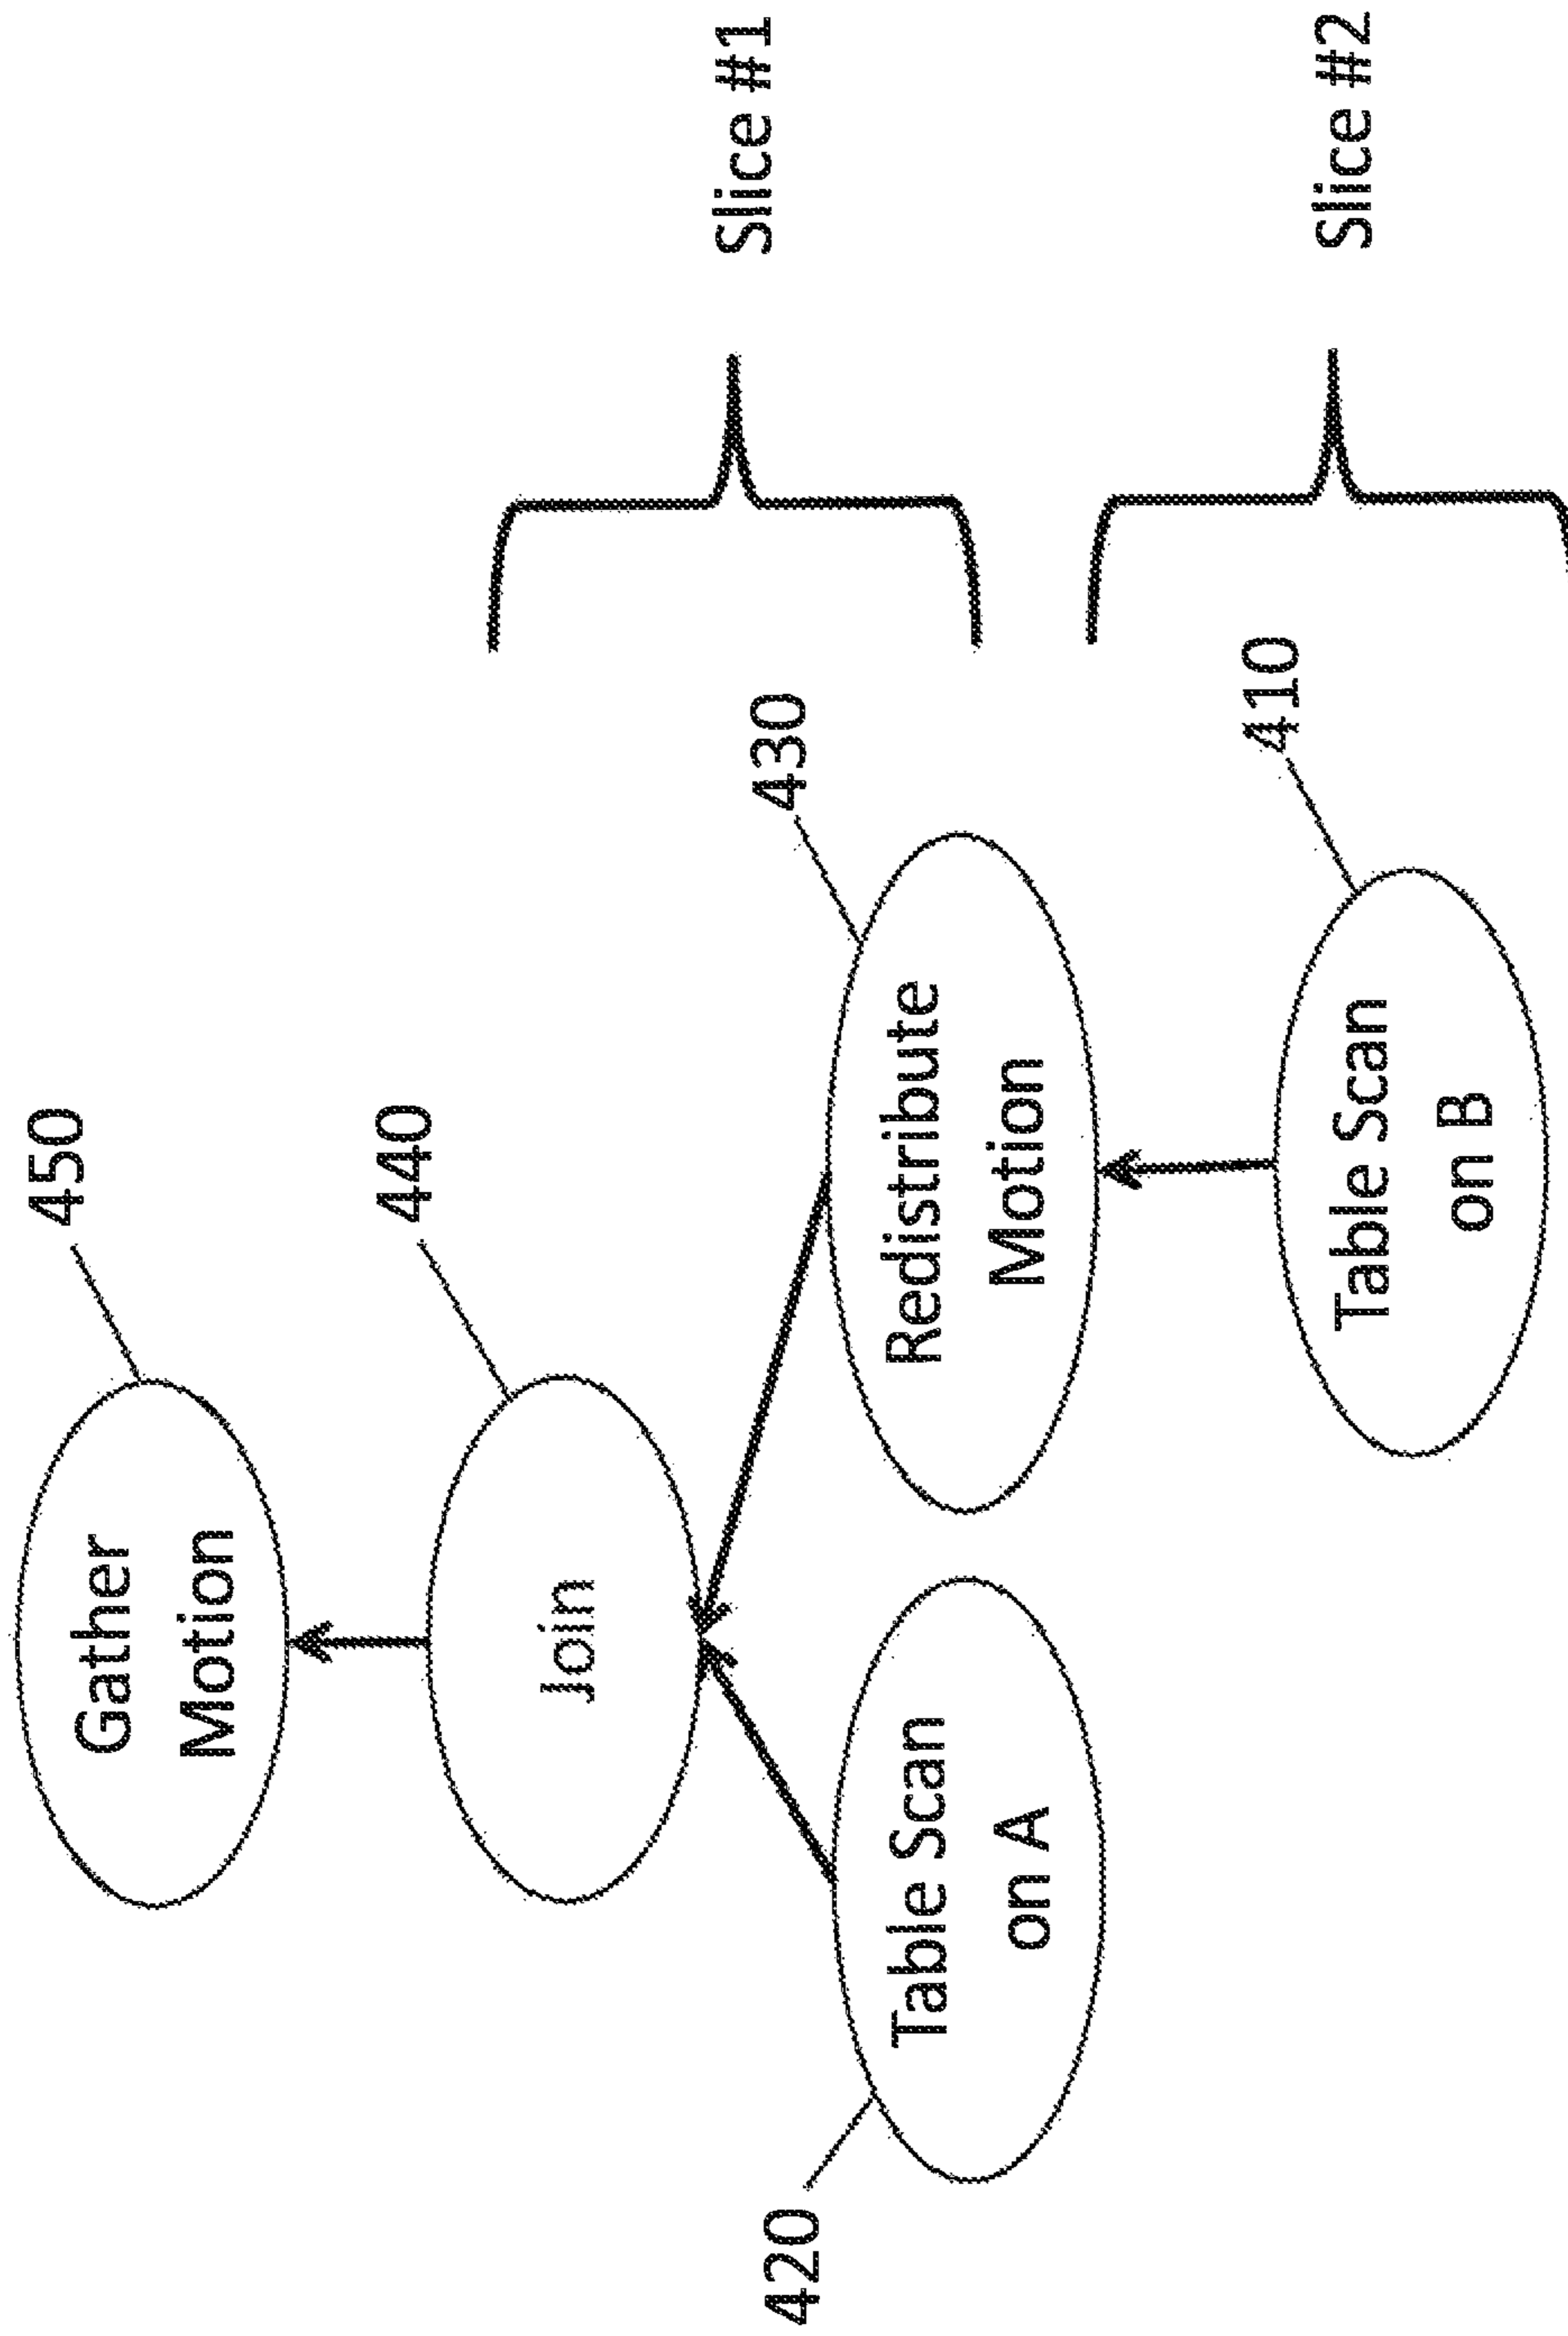 450
Gather
Motion
440
Join
Slice #1
430
420
Table Scan
on A
Redistribute
Motion
410
Table Scan
on B
Slice #2